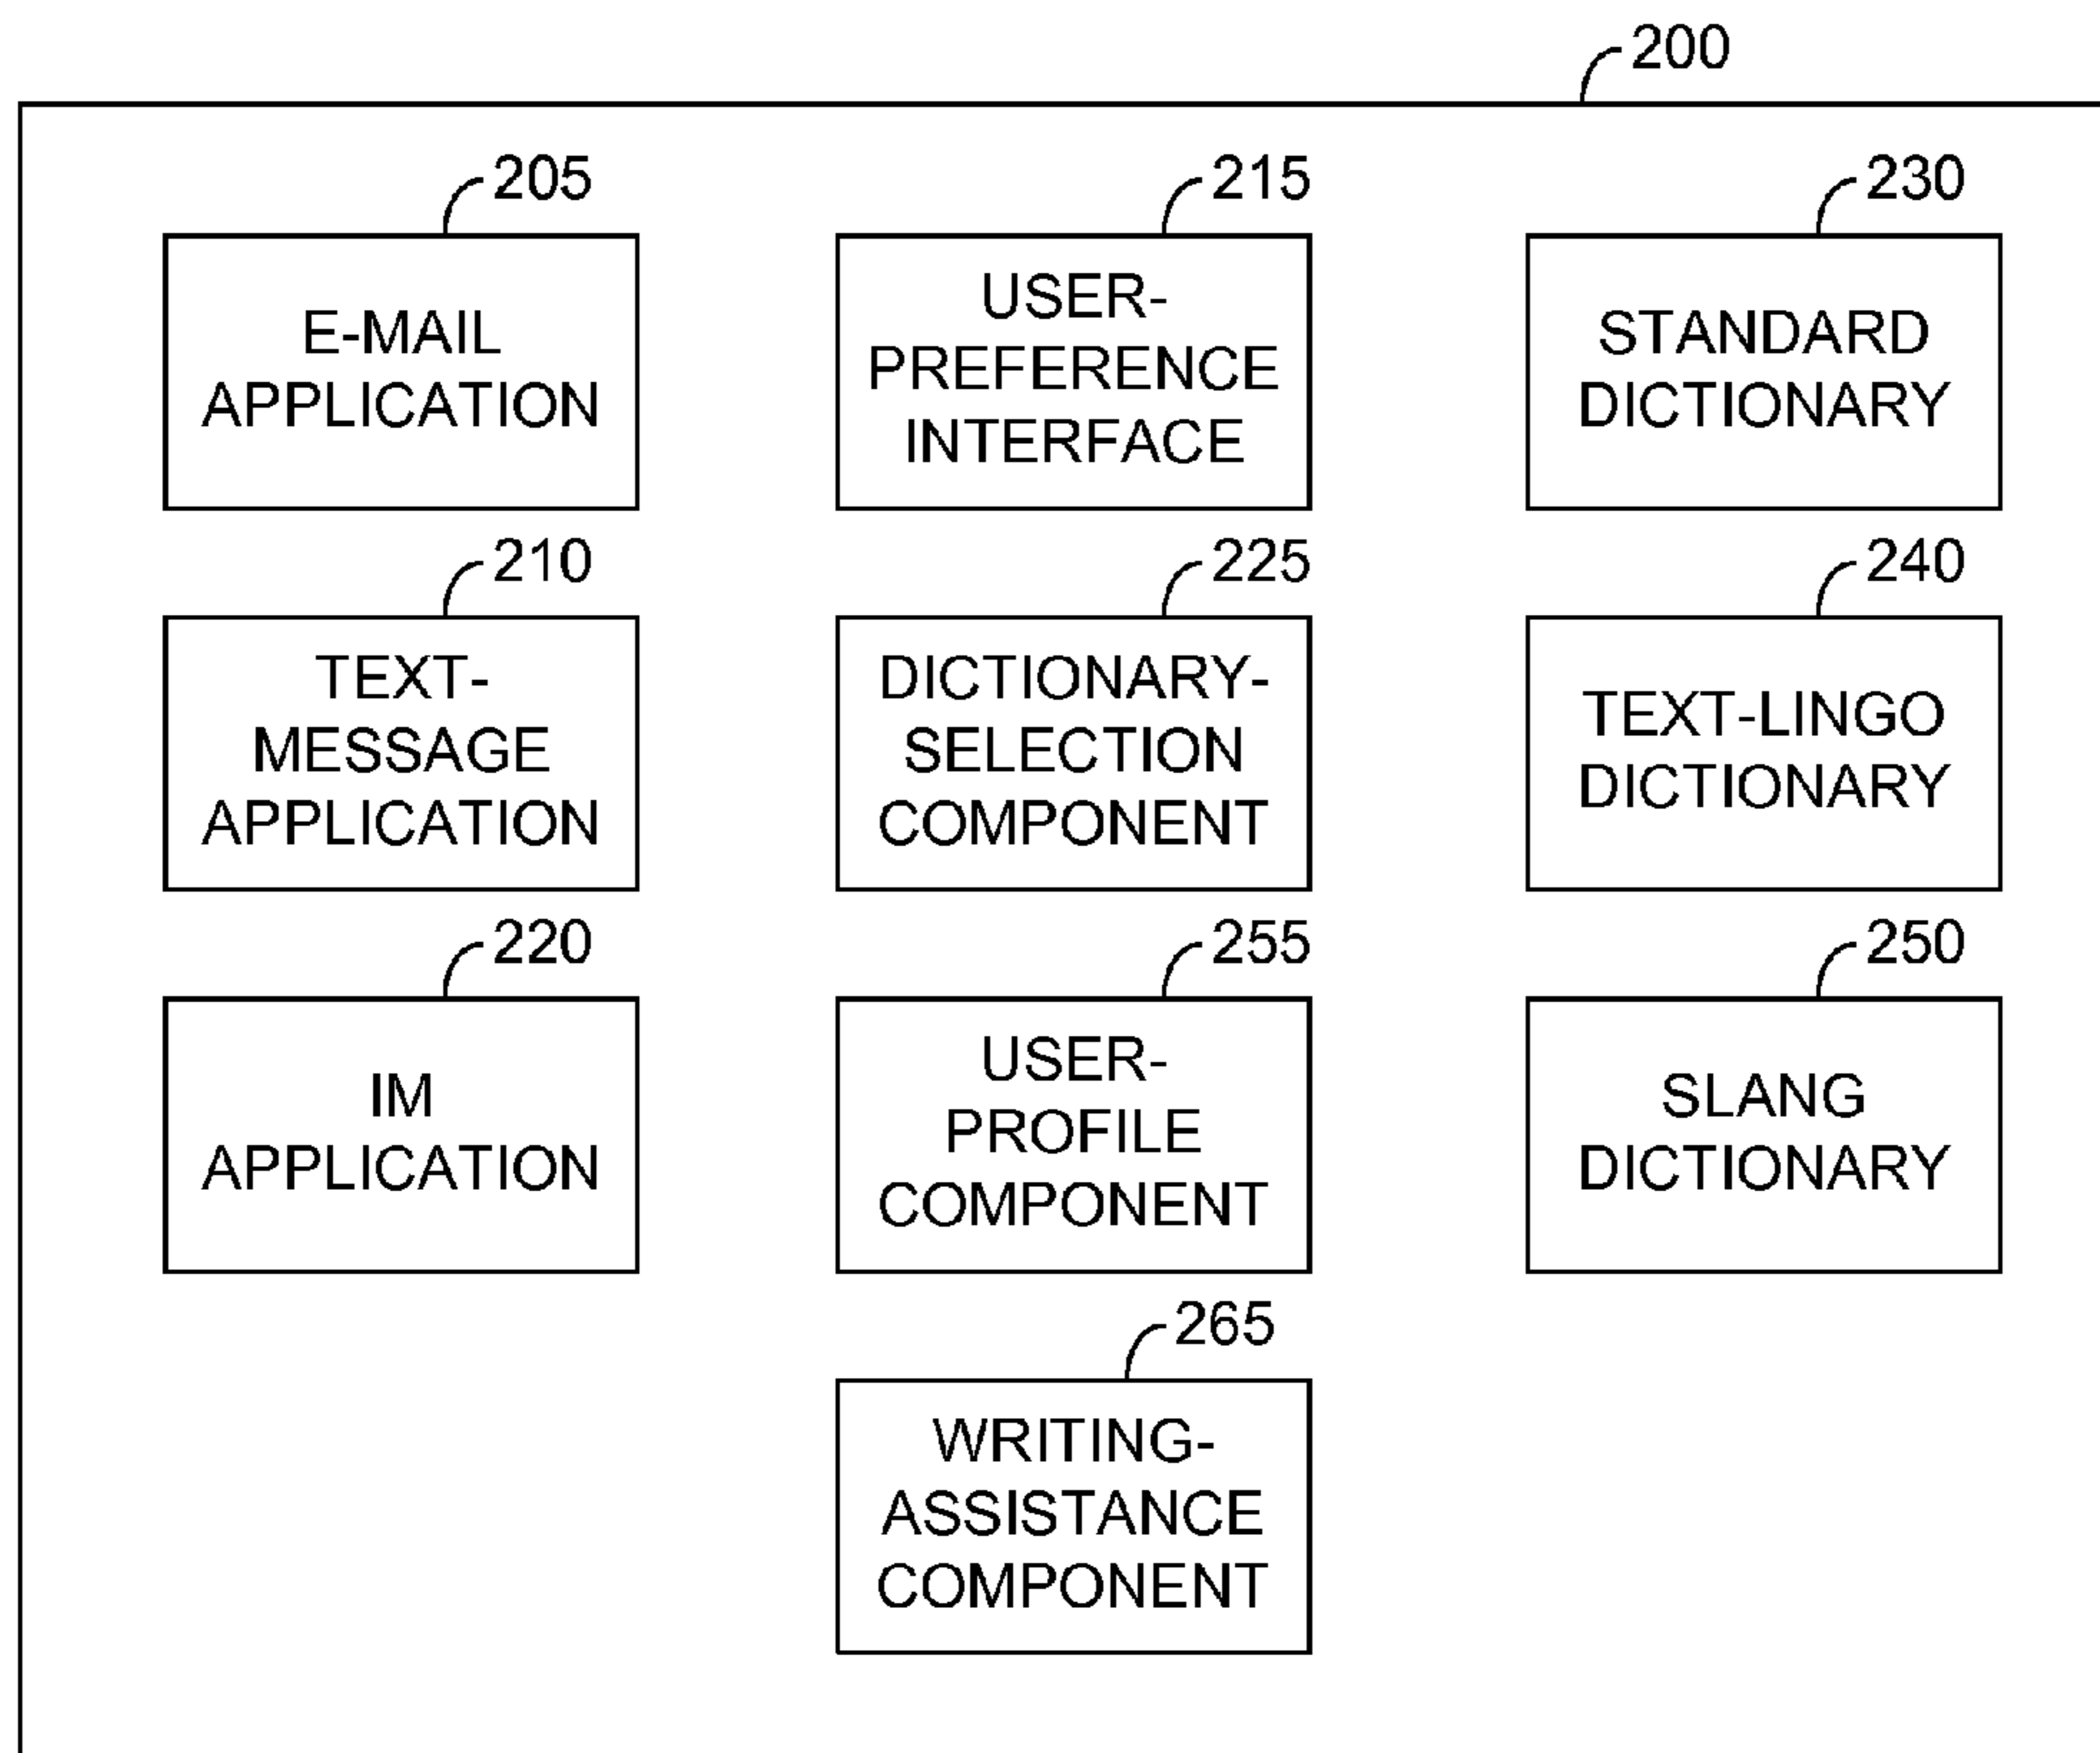 200
205
E-MAIL
APPLICATION
215
USER-
PREFERENCE
INTERFACE
230
STANDARD
DICTIONARY
210
TEXT-
MESSAGE
APPLICATION
225
DICTIONARY-
SELECTION
COMPONENT
240
TEXT-LINGO
DICTIONARY
220
IM
APPLICATION
255
USER-
PROFILE
COMPONENT
250
SLANG
DICTIONARY
265
WRITING-
ASSISTANCE
COMPONENT